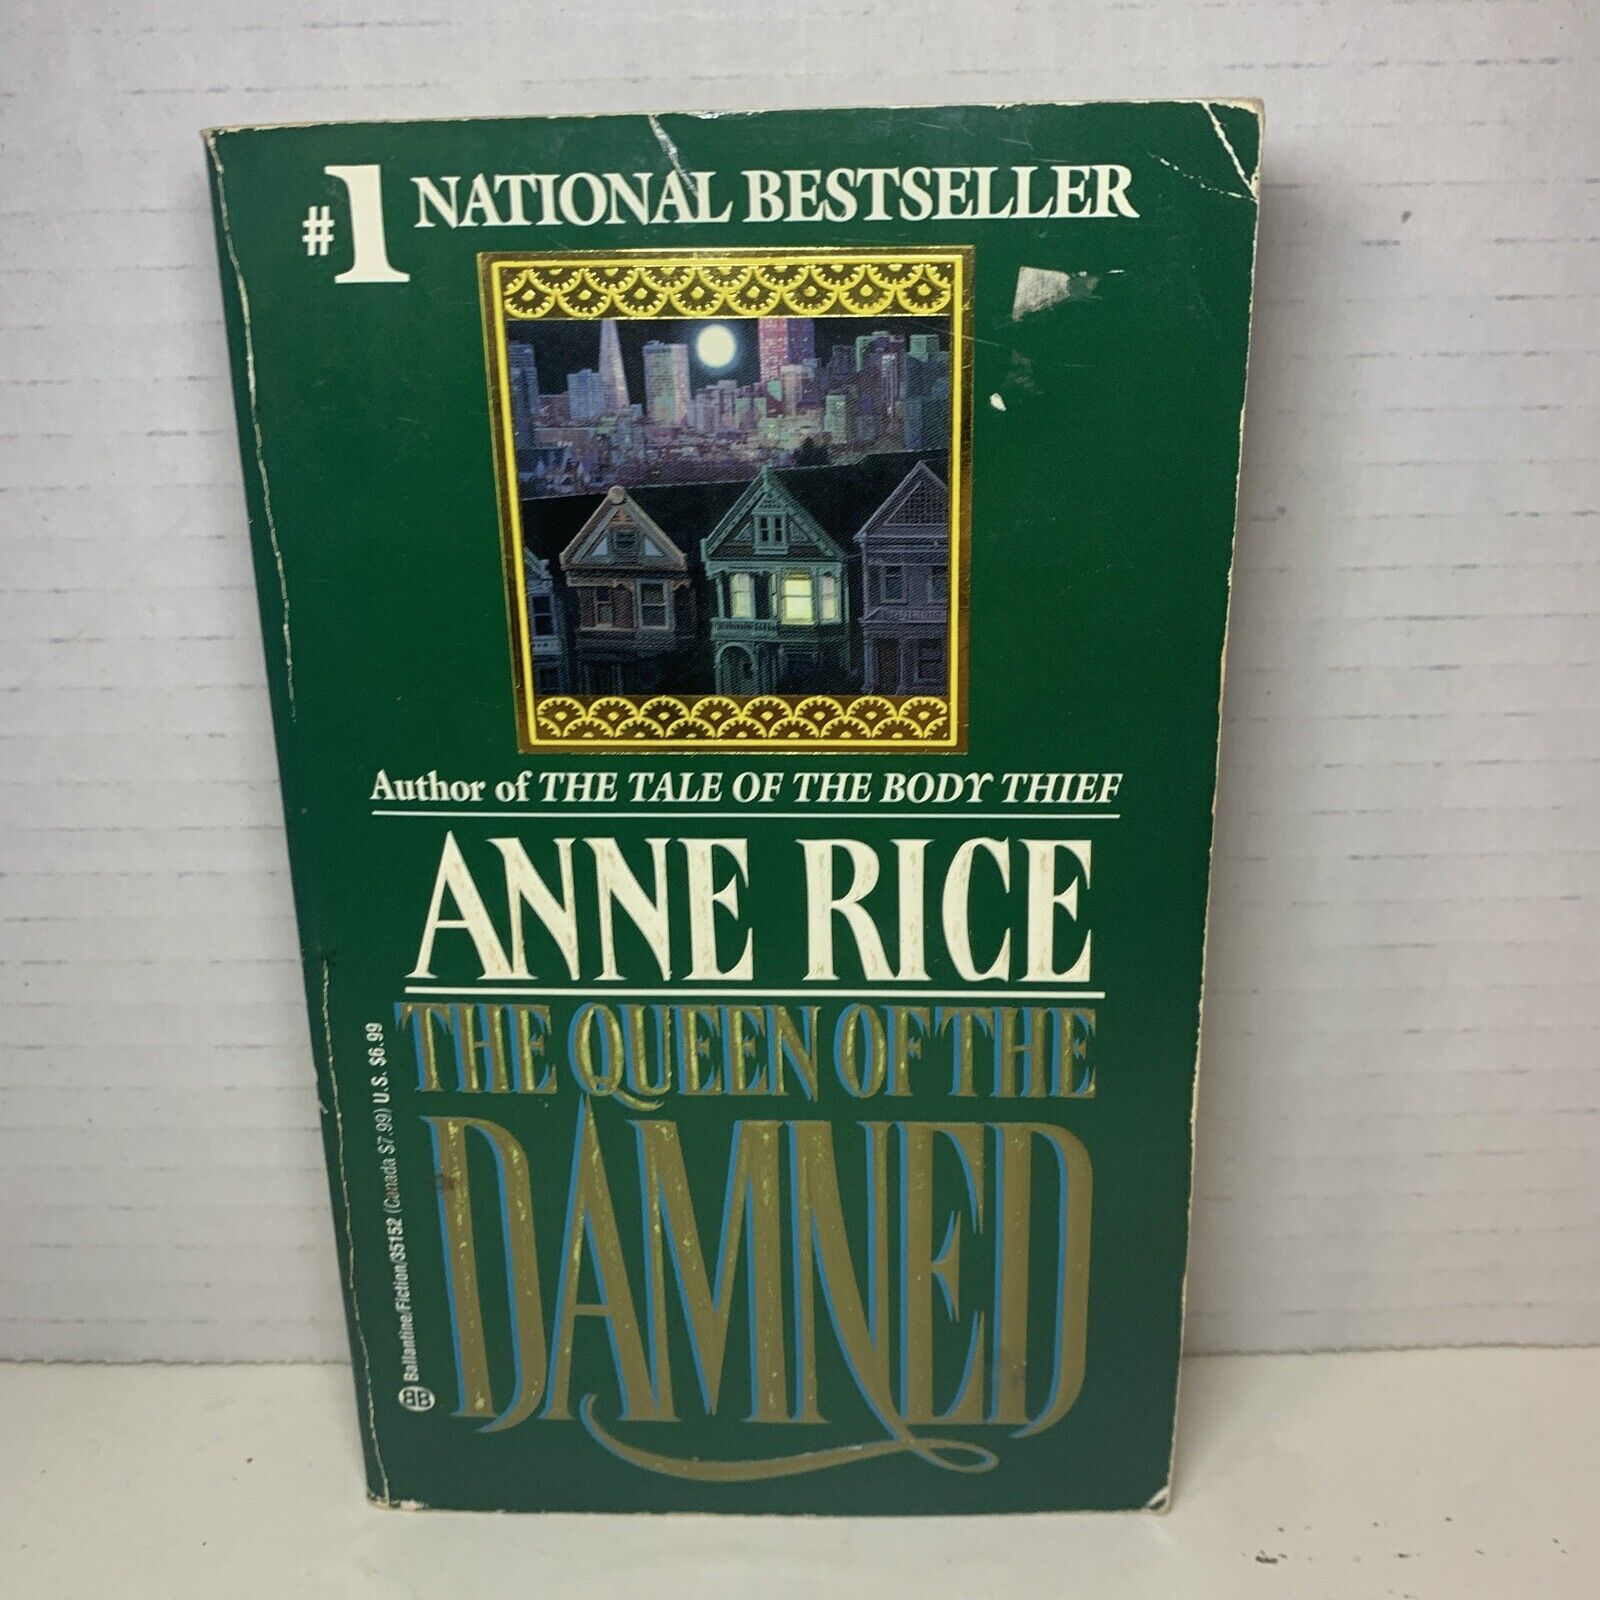 #1 NATIONAL BESTSELLER
Author of THE TALE OF THE BODY THIEF
ANNE RICE
THE QUEEN OF THE
DAMNED
BB Ballantine/Fiction/35152 (Canada $7.99) U.S. $6.99